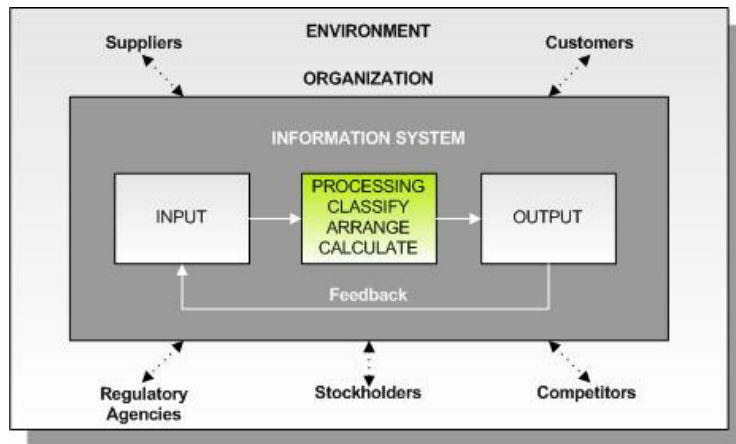 ENVIRONMENT
Suppliers
Customers
ORGANIZATION
INFORMATION SYSTEM
INPUT
PROCESSING
CLASSIFY
ARRANGE
CALCULATE
OUTPUT
Feedback
Regulatory
Agencies
Stockholders
Competitors